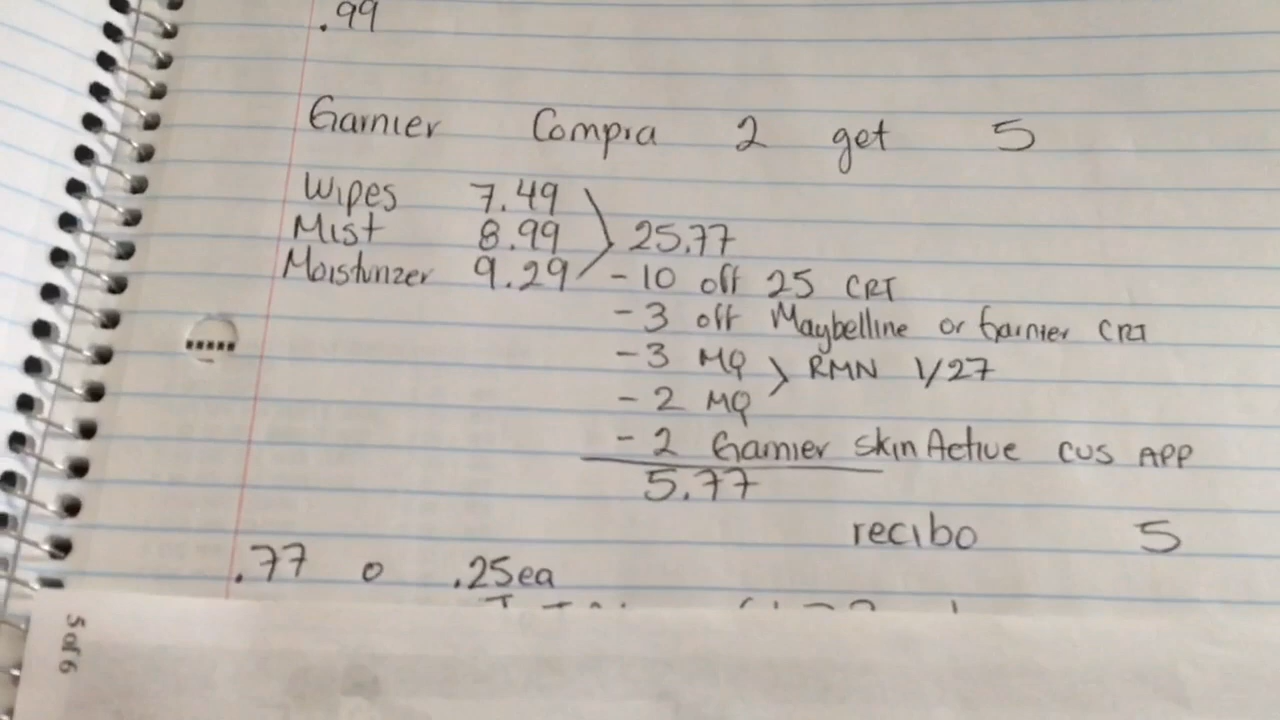 .99
Garnier Compra 2 get 5
Wipes 7.49
Mist 8.99 25.77
Moisturizer 9.29 -10 off 25 CRT
-3 off Maybelline or Garnier CRT
-3 MQ > RMN 1/27
-2 MQ
-2 Garnier SkinActive CVS APP
5.77
recibo 5
.77 o .25ea
5 of 6